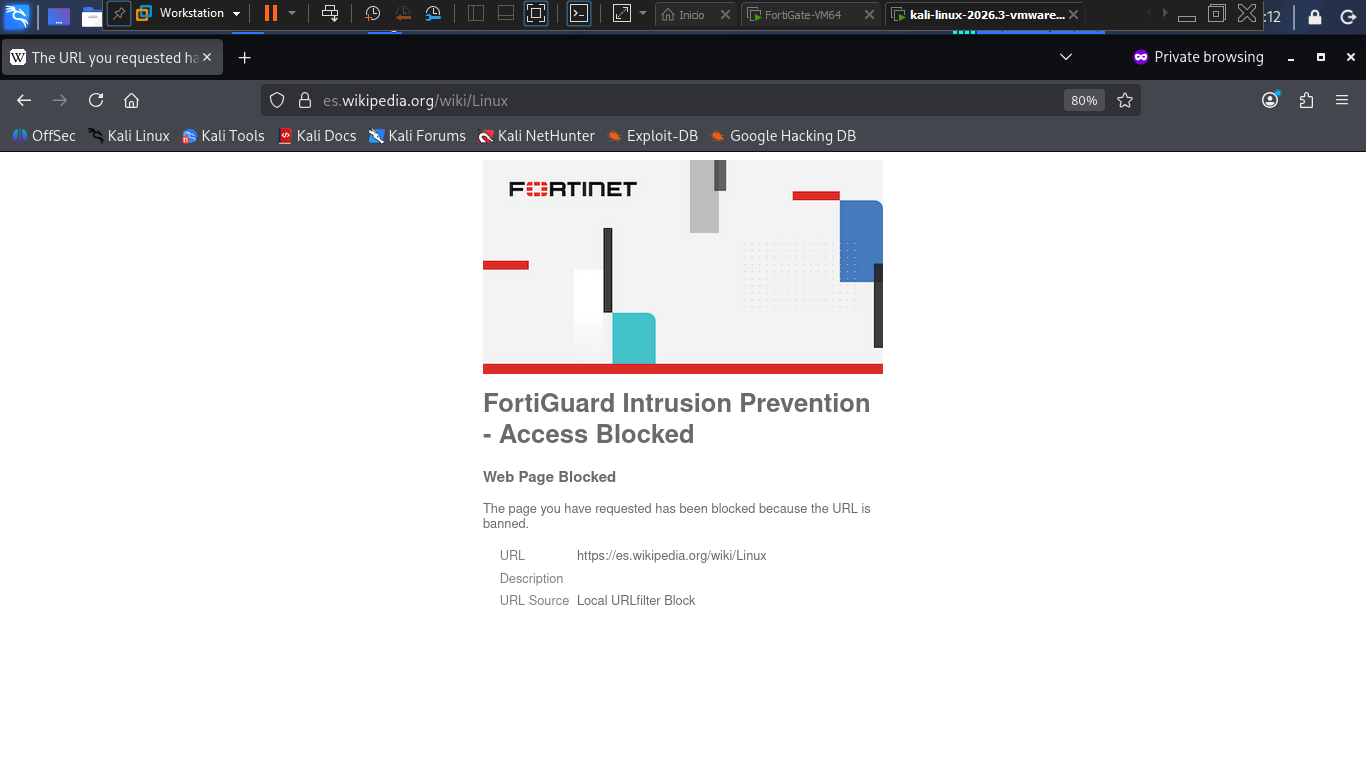 Workstation
Inicio
FortiGate-VM64
kali-linux-2026.3-vmware...
:12
The URL you requested ha
Private browsing
es.wikipedia.org/wiki/Linux
80%
OffSec
Kali Linux
Kali Tools
Kali Docs
Kali Forums
Kali NetHunter
Exploit-DB
Google Hacking DB
FORTINET
FortiGuard Intrusion Prevention
- Access Blocked
Web Page Blocked
The page you have requested has been blocked because the URL is
banned.
URL https://es.wikipedia.org/wiki/Linux
Description
URL Source Local URLfilter Block